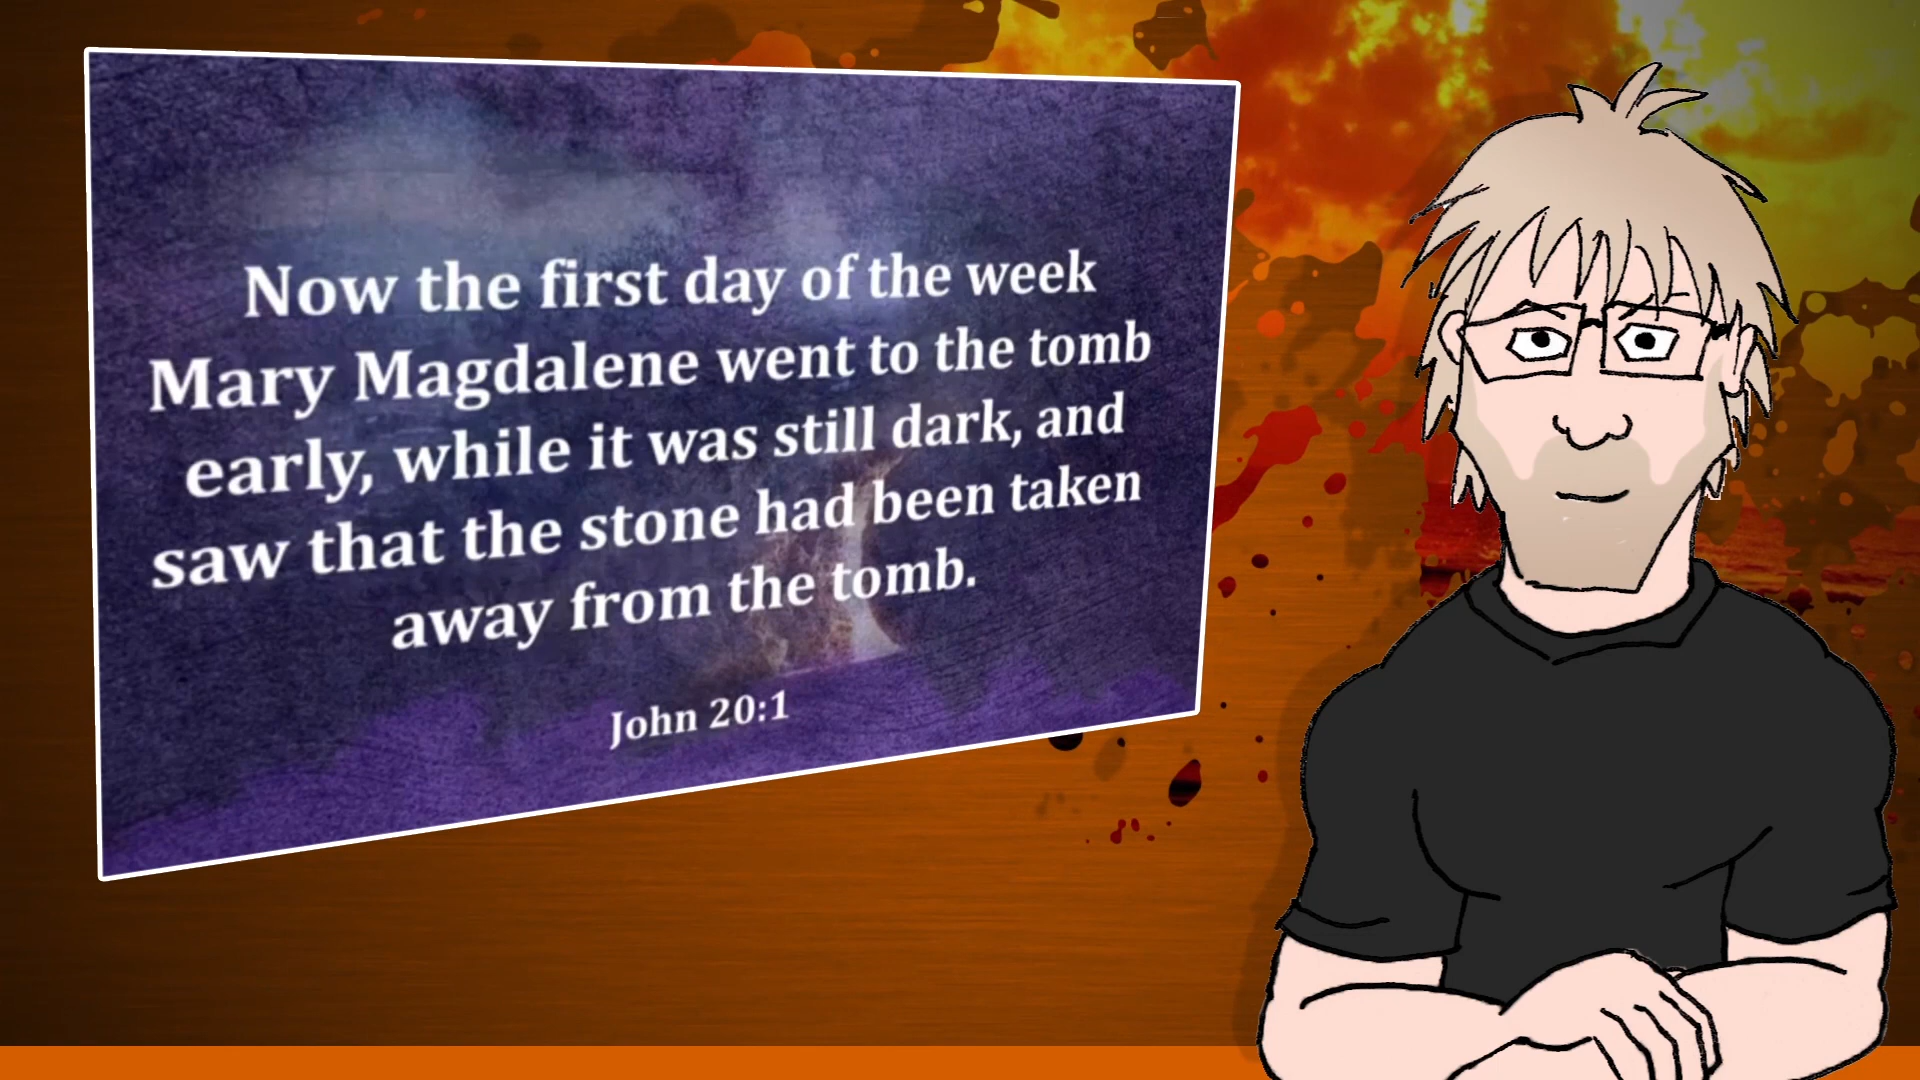 Now the first day of the week
Mary Magdalene went to the tomb
early, while it was still dark, and
saw that the stone had been taken
away from the tomb.
John 20:1